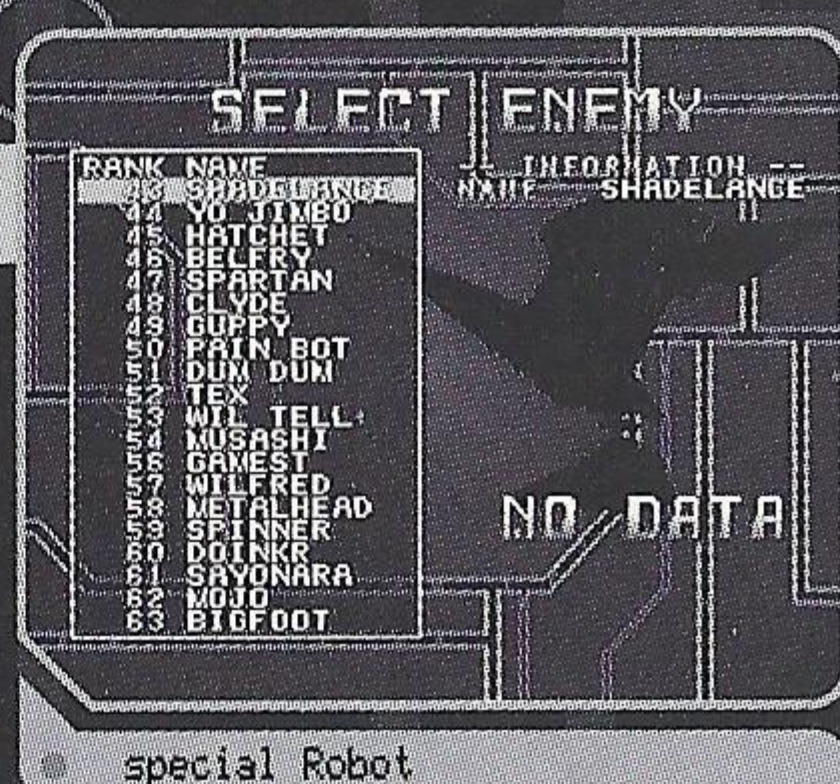 SELECT ENEMY
RANK NAME
43 SHADELANCE
44 YO JIMBO
45 HATCHET
46 BELFRY
47 SPARTAN
48 CLYDE
49 GUPPY
50 PAIN BOT
51 DUM DUM
52 TEX
53 WIL TELL
54 MUSASHI
56 GAMEST
57 WILFRED
58 METALHEAD
59 SPINNER
60 DOINKR
61 SAYONARA
62 MOJO
63 BIGFOOT
-- INFORMATION --
NAME SHADELANCE
NO DATA
special Robot